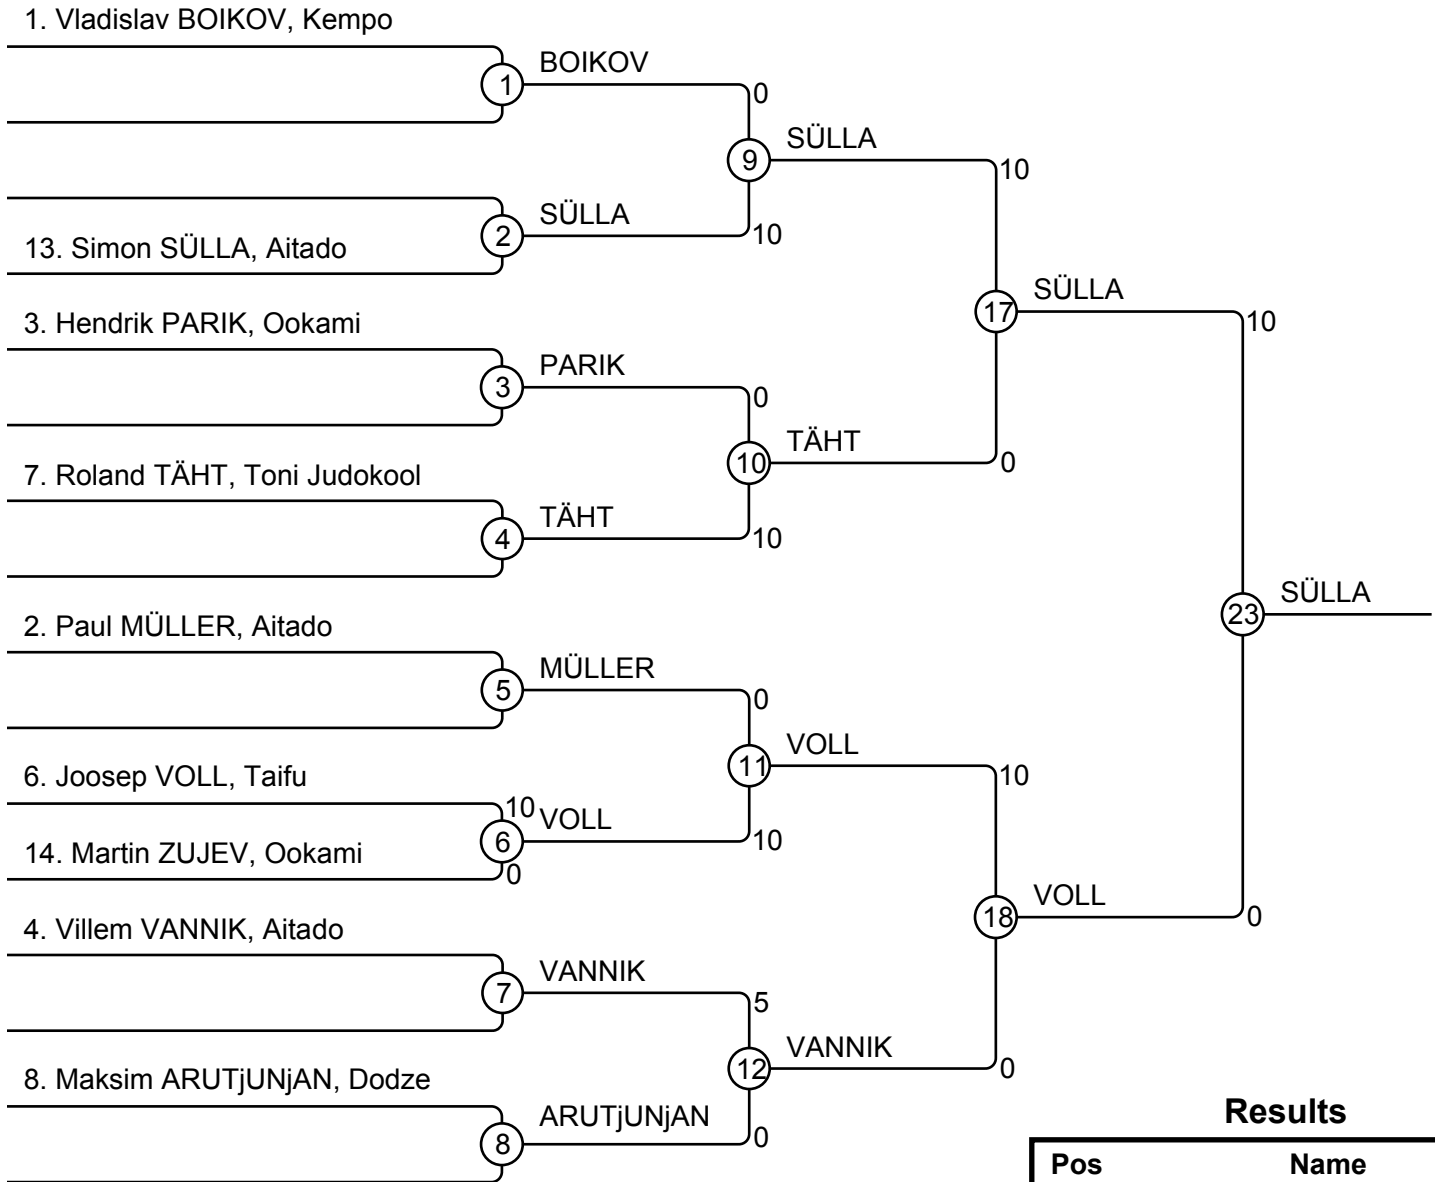 1. Vladislav BOIKOV, Kempo
BOIKOV
1
0
SÜLLA
9
10
SÜLLA
2
10
13. Simon SÜLLA, Aitado
SÜLLA
17
10
3. Hendrik PARIK, Ookami
PARIK
3
0
TÄHT
10
0
7. Roland TÄHT, Toni Judokool
TÄHT
4
10
SÜLLA
23
2. Paul MÜLLER, Aitado
MÜLLER
5
0
VOLL
11
10
6. Joosep VOLL, Taifu
10
VOLL
6
10
14. Martin ZUJEV, Ookami
0
VOLL
18
0
4. Villem VANNIK, Aitado
VANNIK
7
5
VANNIK
12
0
8. Maksim ARUTjUNjAN, Dodze
ARUTjUNjAN
8
0
Results
Pos Name